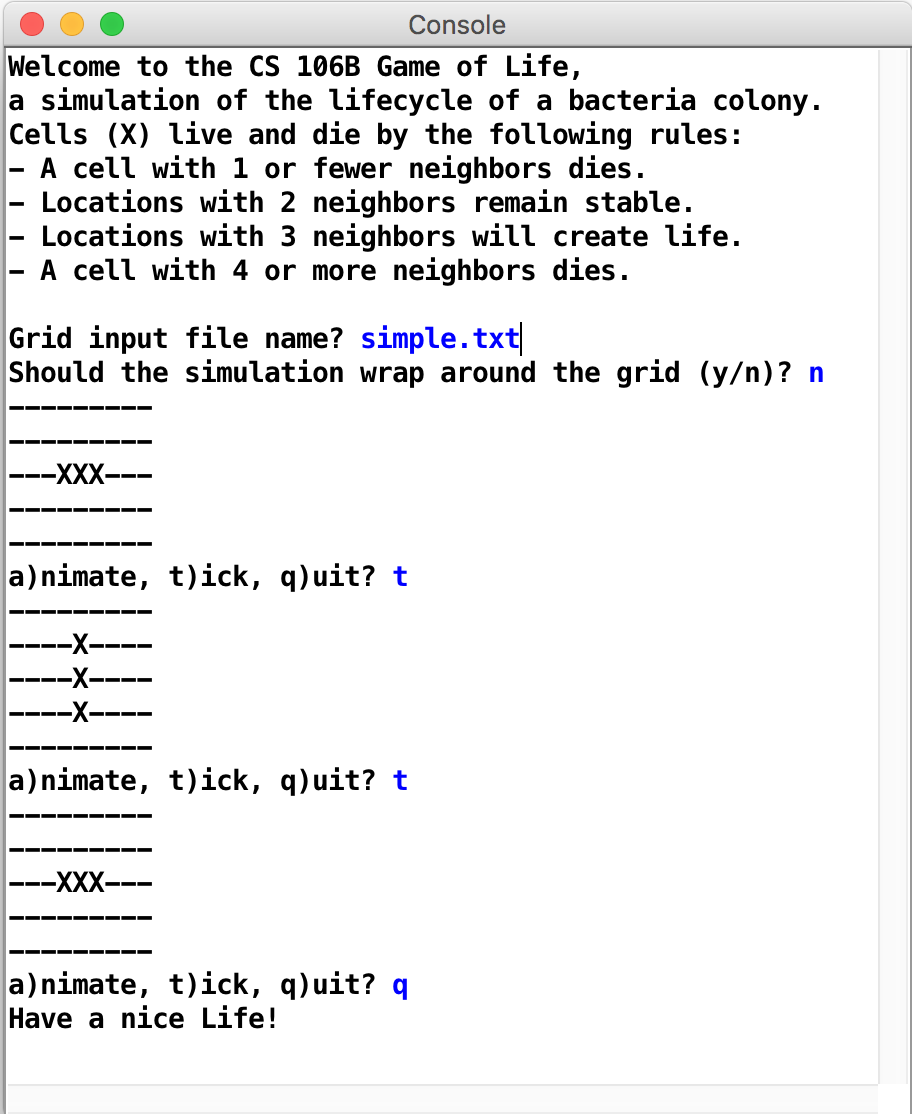 Console
Welcome to the CS 106B Game of Life,
a simulation of the lifecycle of a bacteria colony.
Cells (X) live and die by the following rules:
- A cell with 1 or fewer neighbors dies.
- Locations with 2 neighbors remain stable.
- Locations with 3 neighbors will create life.
- A cell with 4 or more neighbors dies.

Grid input file name? simple.txt
Should the simulation wrap around the grid (y/n)? n
---------
---------
---XXX---
---------
---------
a)nimate, t)ick, q)uit? t
---------
----X----
----X----
----X----
---------
a)nimate, t)ick, q)uit? t
---------
---------
---XXX---
---------
---------
a)nimate, t)ick, q)uit? q
Have a nice Life!